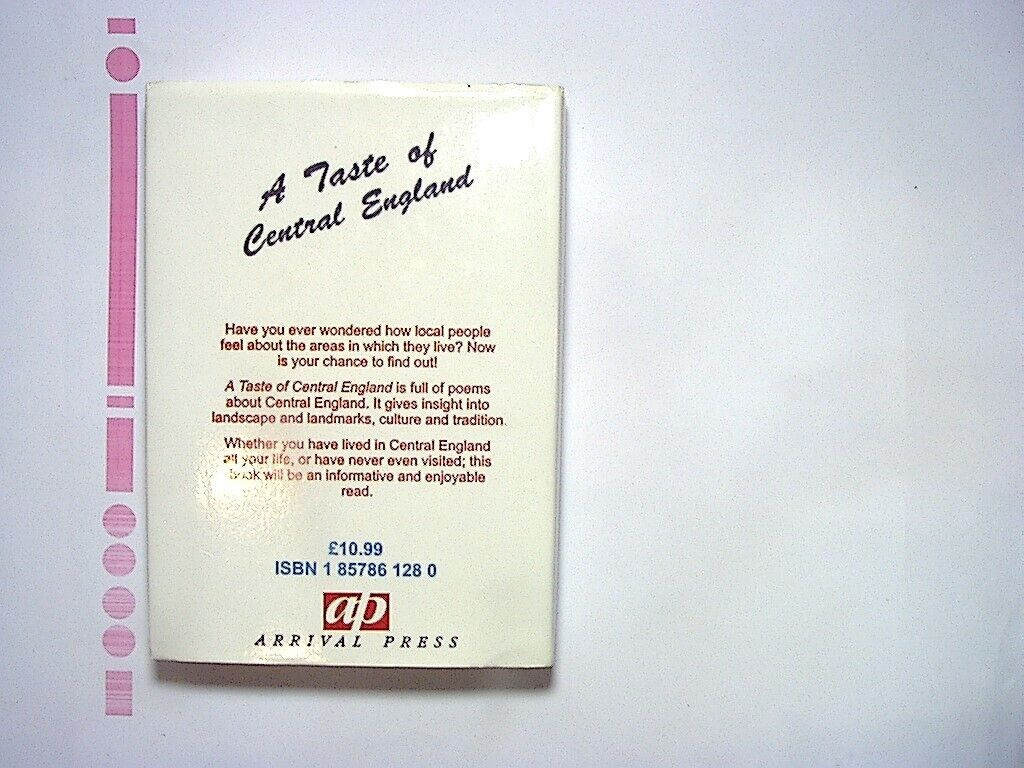 A Taste of
Central England
Have you ever wondered how local people
feel about the areas in which they live? Now
is your chance to find out!
A Taste of Central England is full of poems
about Central England. It gives insight into
landscape and landmarks, culture and tradition.
Whether you have lived in Central England
all your life, or have never even visited; this
book will be an informative and enjoyable
read.
£10.99
ISBN 1 85786 128 0
ap
ARRIVAL PRESS